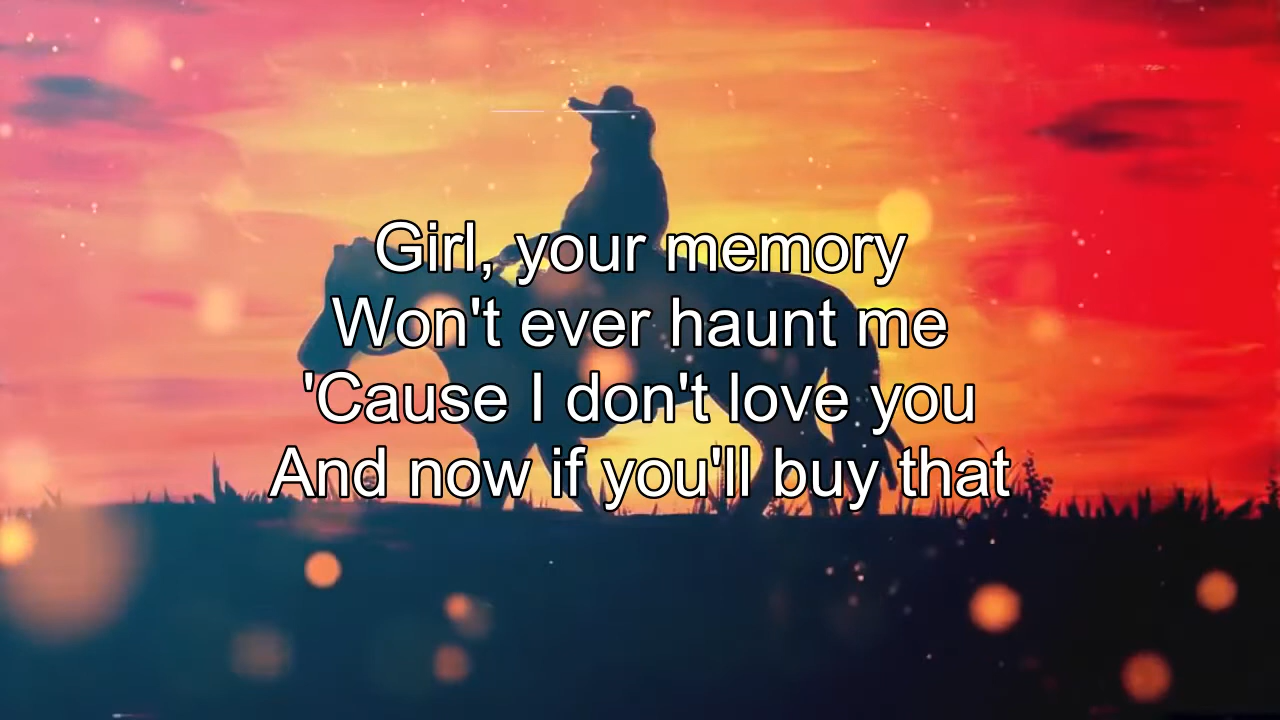 Girl, your memory
Won't ever haunt me
'Cause I don't love you
And now if you'll buy that